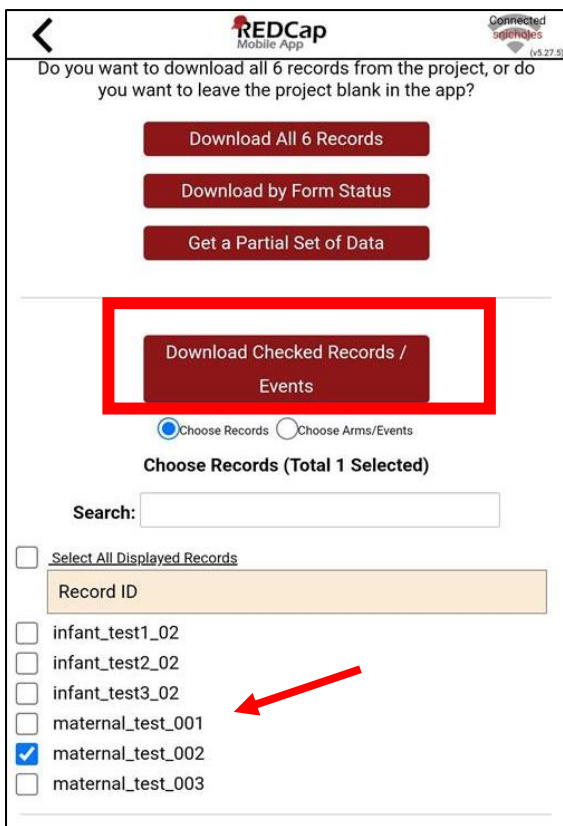 REDCap
Mobile App
Connected
snicholes
(v5.27.5)
Do you want to download all 6 records from the project, or do
you want to leave the project blank in the app?
Download All 6 Records
Download by Form Status
Get a Partial Set of Data
Download Checked Records /
Events
Choose Records Choose Arms/Events
Choose Records (Total 1 Selected)
Search:
Select All Displayed Records
Record ID
infant_test1_02
infant_test2_02
infant_test3_02
maternal_test_001
maternal_test_002
maternal_test_003